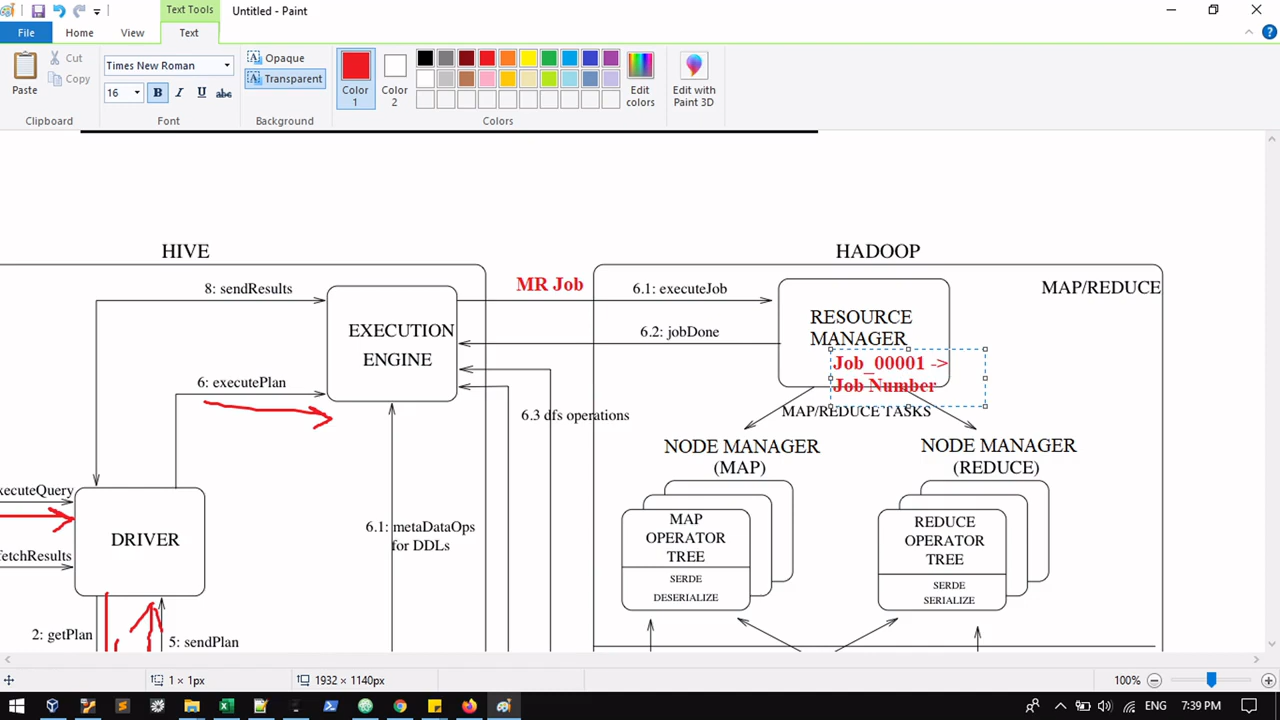 Text Tools
Untitled - Paint
File
Home
View
Text
Paste
Cut
Copy
Clipboard
Times New Roman
16
B
I
U
abc
Font
Opaque
Transparent
Background
Color
1
Color
2
Edit
colors
Edit with
Paint 3D
Colors
HIVE
HADOOP
8: sendResults
MR Job
6.1: executeJob
MAP/REDUCE
EXECUTION
ENGINE
6.2: jobDone
RESOURCE
MANAGER
Job_00001 ->
Job Number
6: executePlan
6.3 dfs operations
MAP/REDUCE TASKS
NODE MANAGER
(MAP)
NODE MANAGER
(REDUCE)
xecuteQuery
DRIVER
6.1: metaDataOps
for DDLs
MAP
OPERATOR
TREE
SERDE
DESERIALIZE
REDUCE
OPERATOR
TREE
SERDE
SERIALIZE
fetchResults
2: getPlan
5: sendPlan
1 × 1px
1932 × 1140px
100%
ENG
7:39 PM